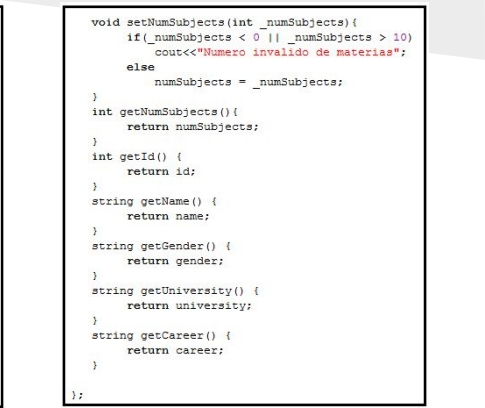 void setNumSubjects(int _numSubjects){
if(_numSubjects < 0 || _numSubjects > 10)
cout<<"Numero invalido de materias";
else
numSubjects = _numSubjects;
}
int getNumSubjects(){
return numSubjects;
}
int getId() {
return id;
}
string getName() {
return name;
}
string getGender() {
return gender;
}
string getUniversity() {
return university;
}
string getCareer() {
return career;
}
};